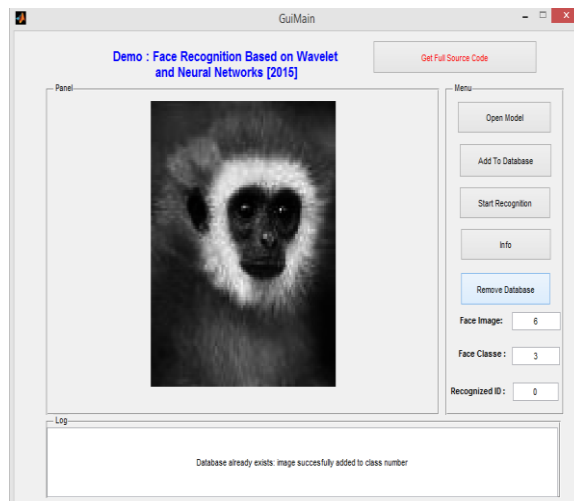 GuiMain
Demo : Face Recognition Based on Wavelet
and Neural Networks [2015]
Get Full Source Code
Panel
Menu
Open Model
Add To Database
Start Recognition
Info
Remove Database
Face Image: 6
Face Classe : 3
Recognized ID : 0
Log
Database already exists: image succesfully added to class number